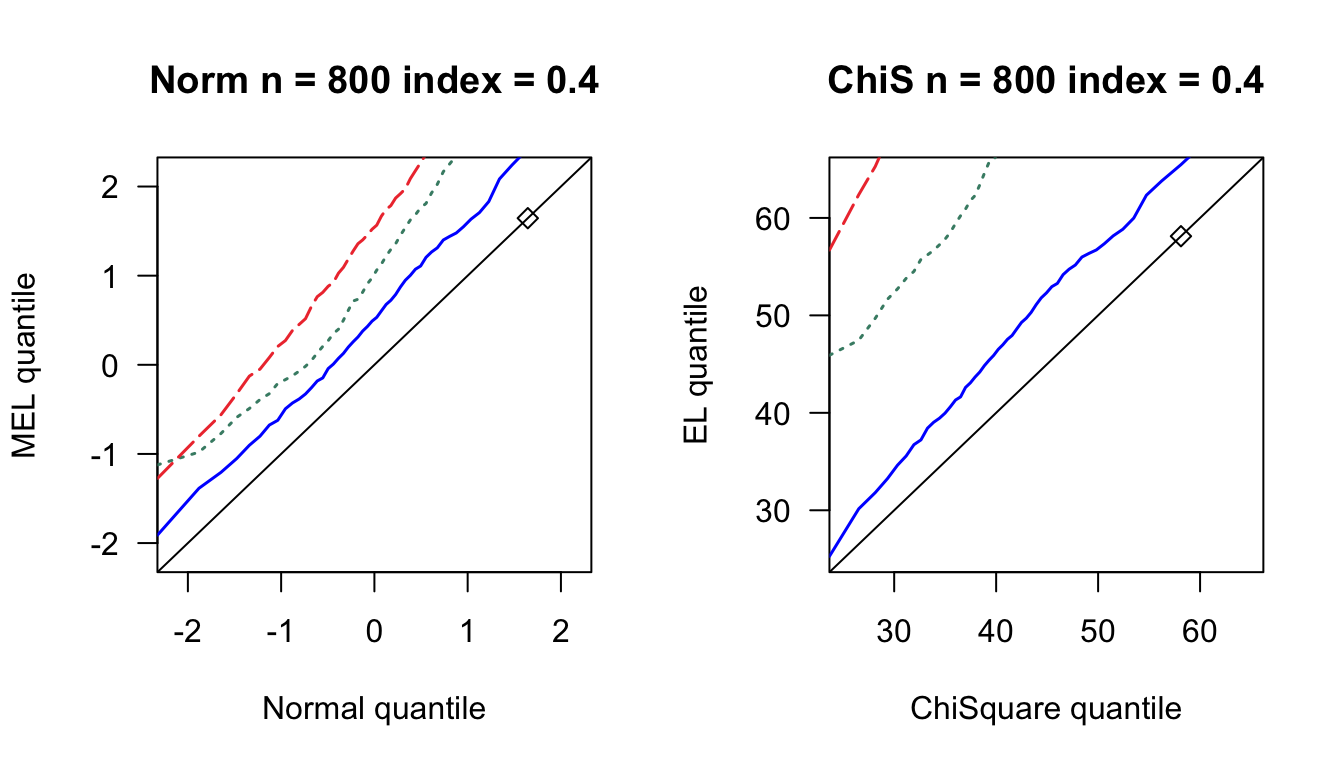 Norm n = 800 index = 0.4
MEL quantile
2
1
0
-1
-2
-2 -1 0 1 2
Normal quantile
ChiS n = 800 index = 0.4
EL quantile
60
50
40
30
30 40 50 60
ChiSquare quantile